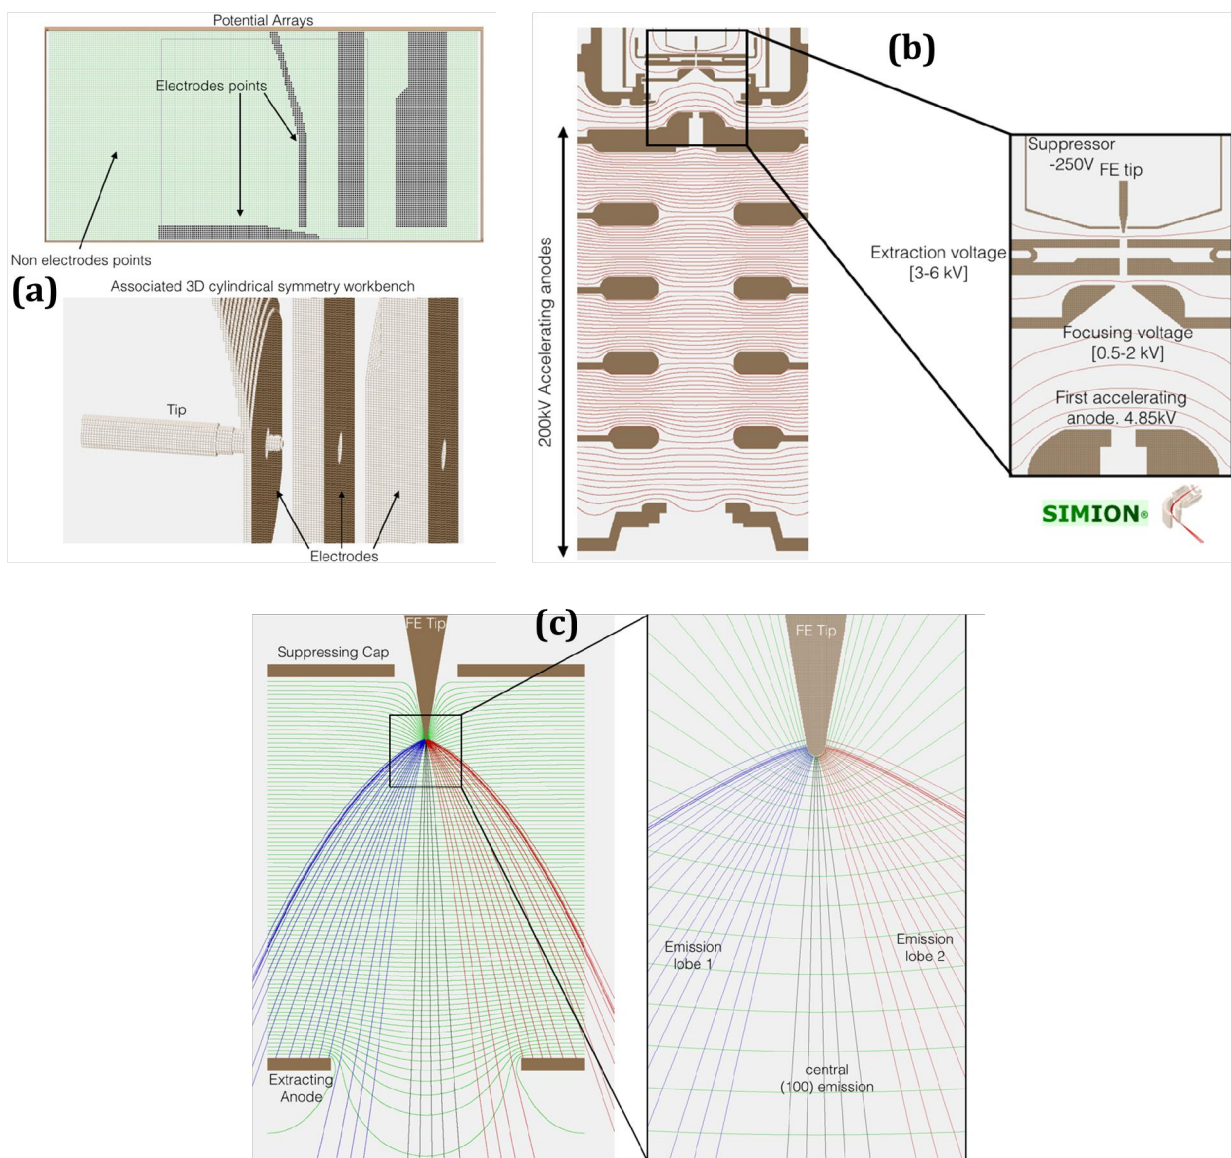 Potential Arrays
Electrodes points
Non electrodes points
(a)
Associated 3D cylindrical symmetry workbench
Tip
Electrodes
(b)
200kV Accelerating anodes
Suppressor
-250V
FE tip
Extraction voltage
[3-6 kV]
Focusing voltage
[0.5-2 kV]
First accelerating
anode. 4.85kV
SIMION®
(c)
FE Tip
Suppressing Cap
Extracting
Anode
FE Tip
Emission
lobe 1
Emission
lobe 2
central
(100) emission